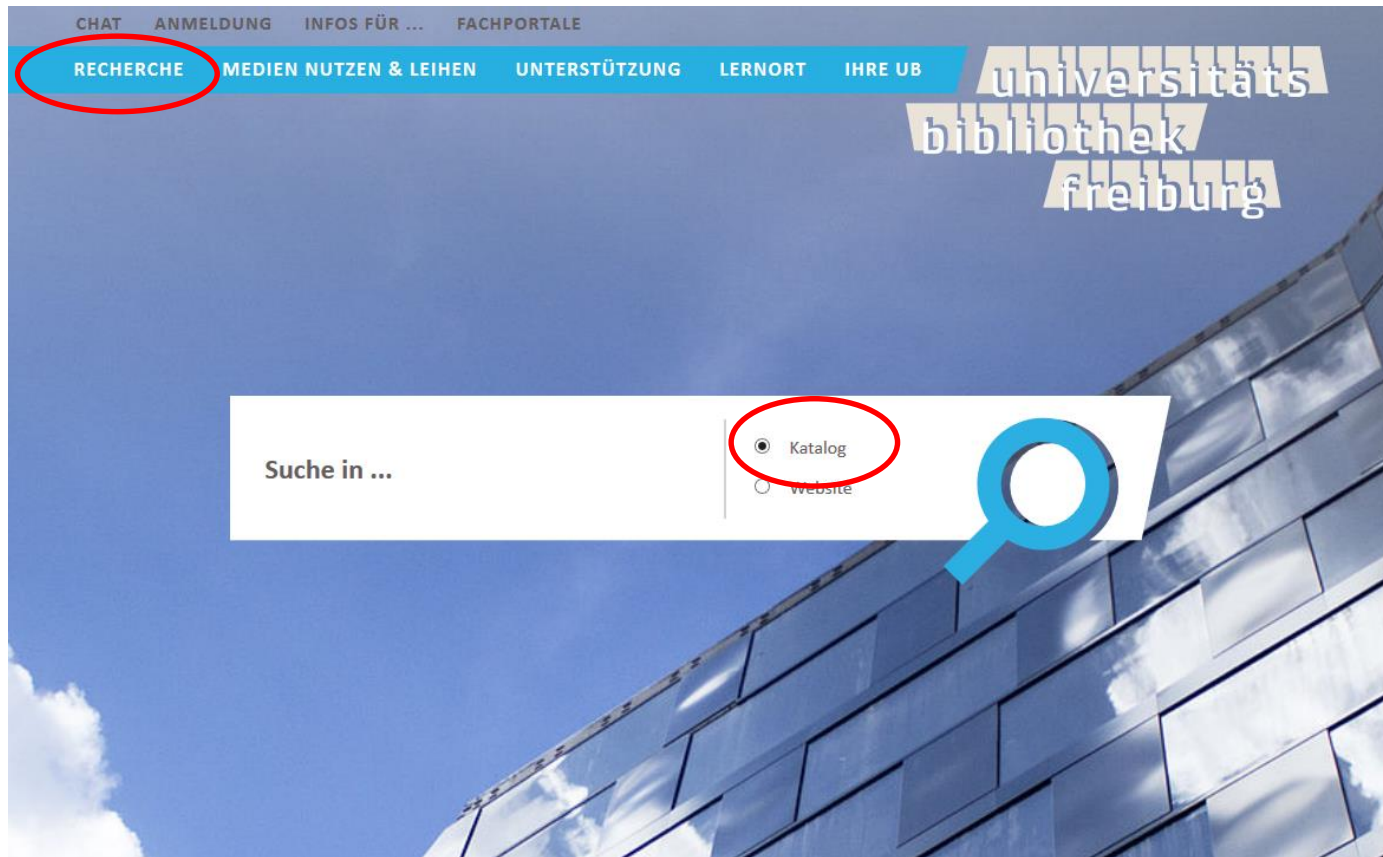 CHAT ANMELDUNG INFOS FÜR ... FACHPORTALE
RECHERCHE MEDIEN NUTZEN & LEIHEN UNTERSTÜTZUNG LERNORT IHRE UB
universitäts
bibliothek
freiburg
Suche in ...
Katalog
Website